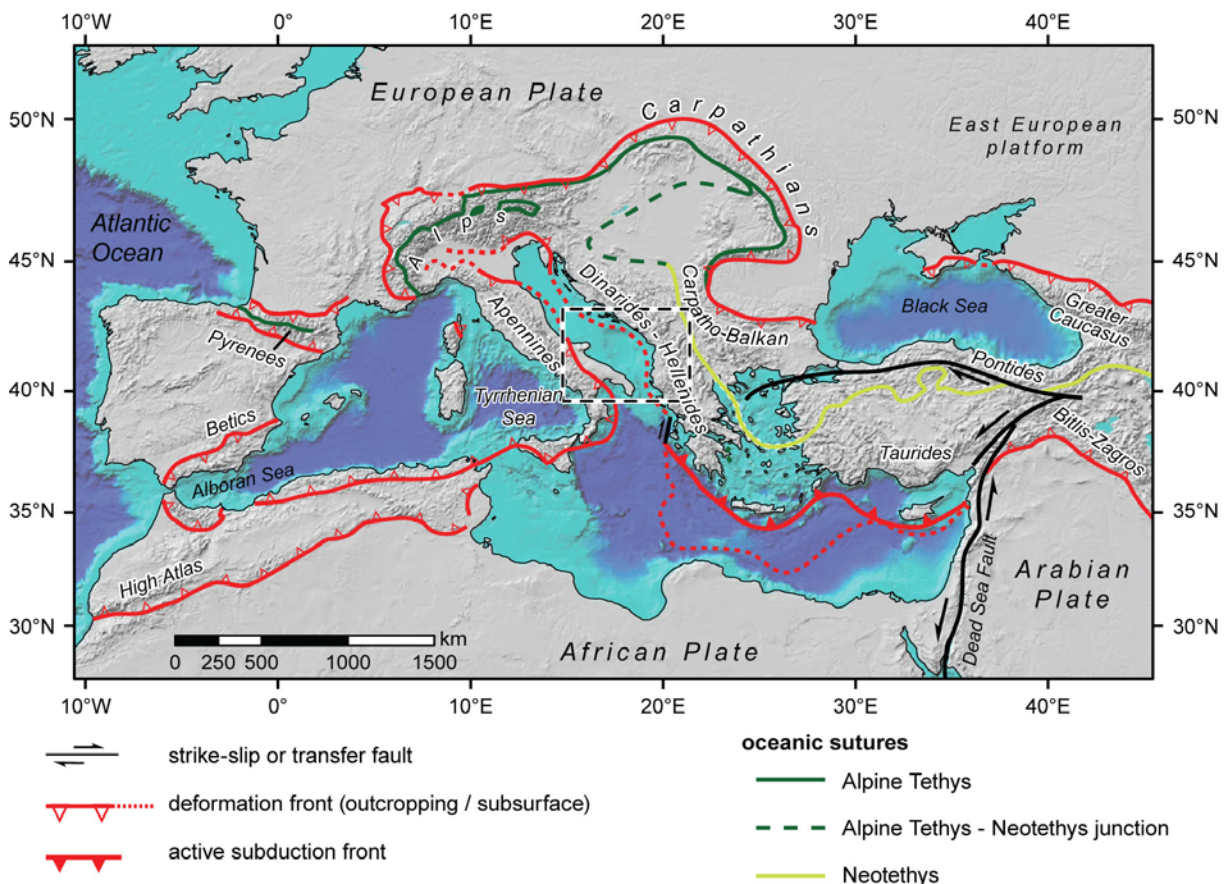 10°W 0° 10°E 20°E 30°E 40°E
European Plate
Carpathians
East European
platform
50°N 50°N
Atlantic
Ocean
Alps
45°N 45°N
Dinarides
Carpatho-Balkan
Black Sea
Greater
Caucasus
Apennines
Pyrenees
Hellenides
Pontides
40°N 40°N
Tyrrhenian
Sea
Betics
Taurides
Bitlis-Zagros
Alboran Sea
35°N 35°N
High Atlas
Dead Sea Fault
Arabian
Plate
30°N 30°N
km
0 250 500 1000 1500
African Plate
10°W 0° 10°E 20°E 30°E 40°E
strike-slip or transfer fault
deformation front (outcropping / subsurface)
active subduction front
oceanic sutures
Alpine Tethys
Alpine Tethys - Neotethys junction
Neotethys